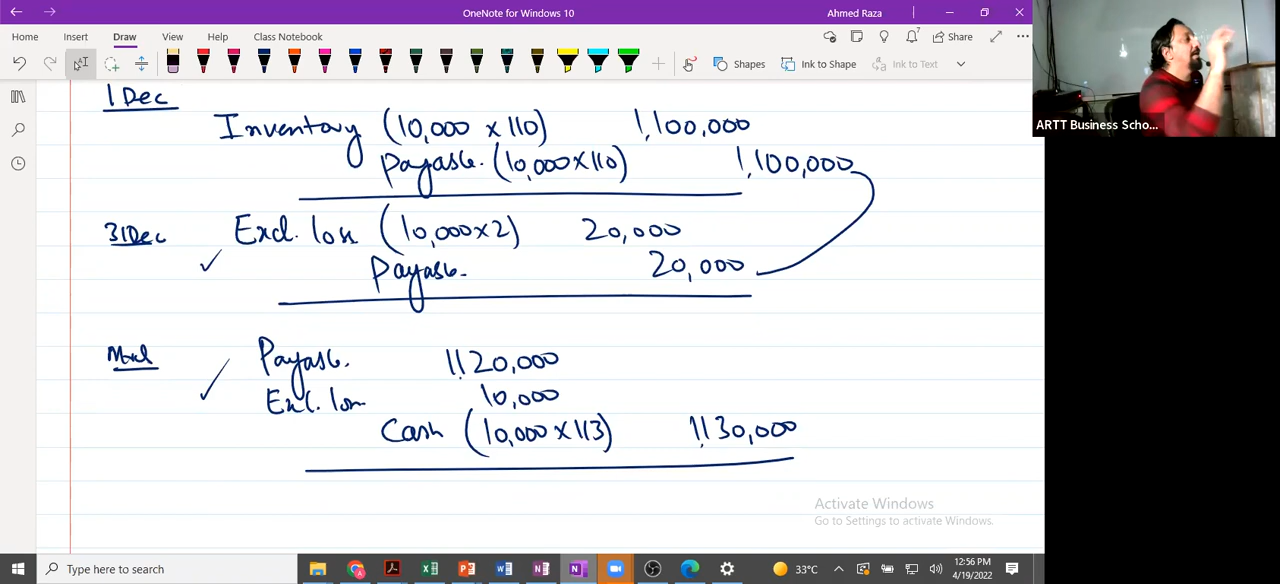 OneNote for Windows 10
Ahmed Raza
Home Insert Draw View Help Class Notebook
Share
Shapes Ink to Shape Ink to Text
1 Dec
Inventory (10,000 x 110) 1,100,000
Payable. (10,000 x 110) 1,100,000
31 Dec Exch. loss (10,000 x 2) 20,000
Payable. 20,000
Payable. 1,120,000
Exch. loss 10,000
Cash (10,000 x 113) 1,130,000
ARTT Business Scho...
Activate Windows
Go to Settings to activate Windows.
Type here to search
33°C
12:56 PM
4/19/2022